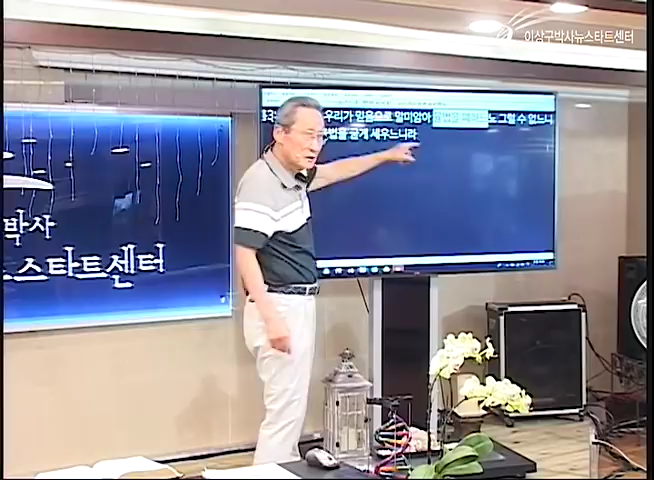 이상구박사뉴스타트센터
우리가 믿음으로 말미암아 율법을 폐하느뇨 그럴 수 없느니
율법을 굳게 세우느니라
박사
뉴스타트센터